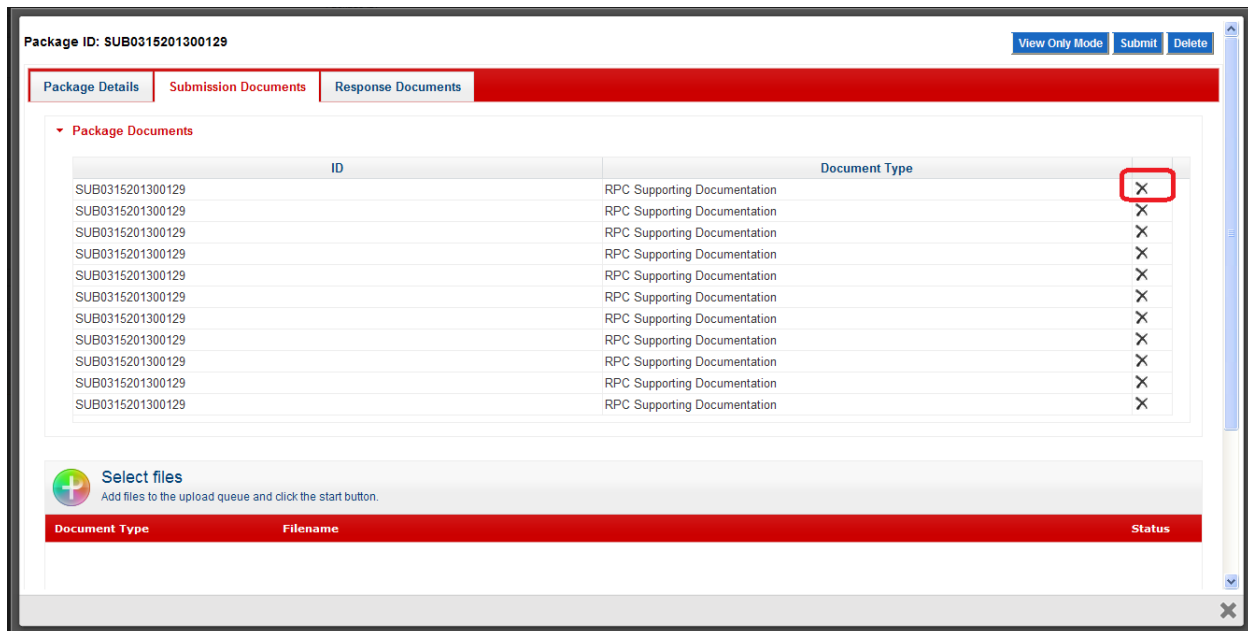 Package ID: SUB0315201300129
View Only Mode Submit Delete
Package Details Submission Documents Response Documents
Package Documents
ID Document Type
SUB0315201300129 RPC Supporting Documentation
SUB0315201300129 RPC Supporting Documentation
SUB0315201300129 RPC Supporting Documentation
SUB0315201300129 RPC Supporting Documentation
SUB0315201300129 RPC Supporting Documentation
SUB0315201300129 RPC Supporting Documentation
SUB0315201300129 RPC Supporting Documentation
SUB0315201300129 RPC Supporting Documentation
SUB0315201300129 RPC Supporting Documentation
SUB0315201300129 RPC Supporting Documentation
SUB0315201300129 RPC Supporting Documentation
Select files
Add files to the upload queue and click the start button.
Document Type Filename Status